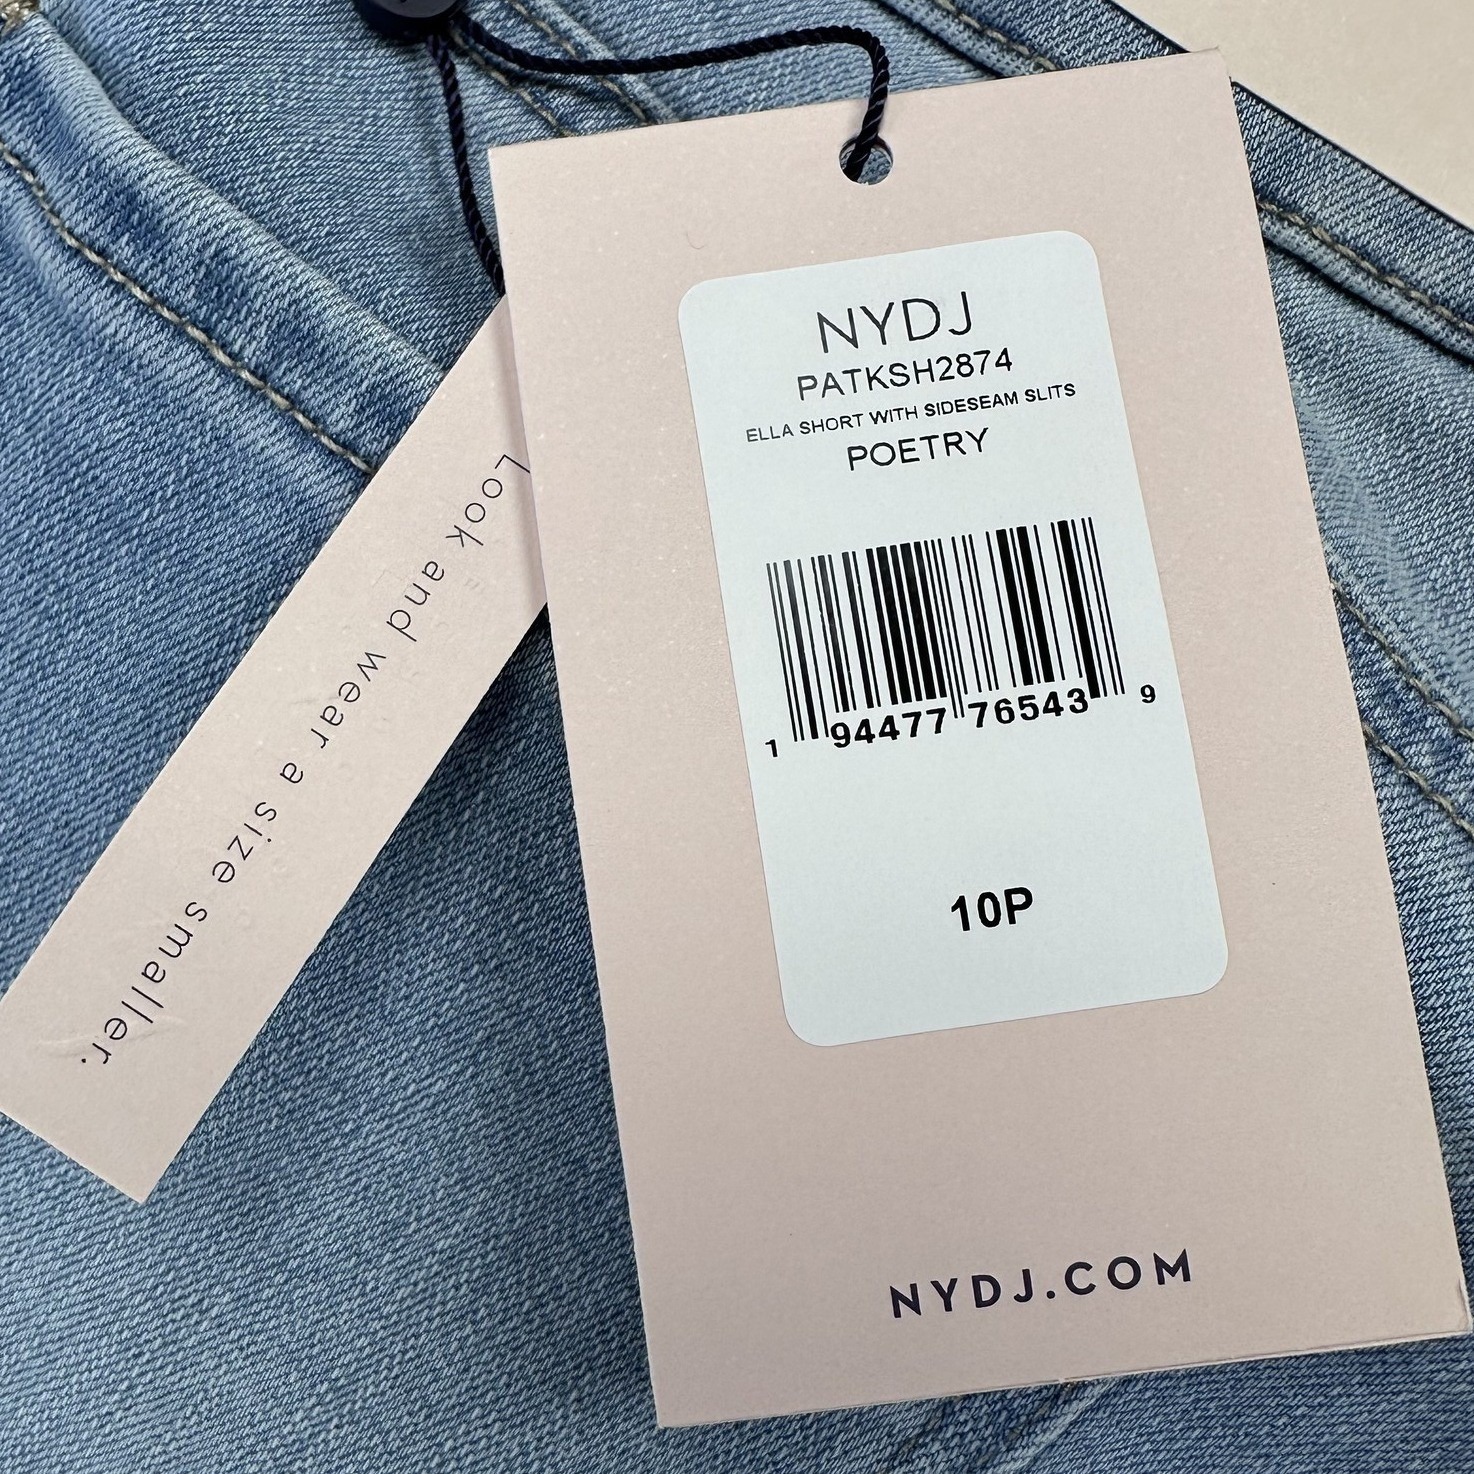 NYDJ
PATKSH2874
ELLA SHORT WITH SIDESEAM SLITS
POETRY
1 94477 76543 9
10P
NYDJ.COM
Look and wear a size smaller.